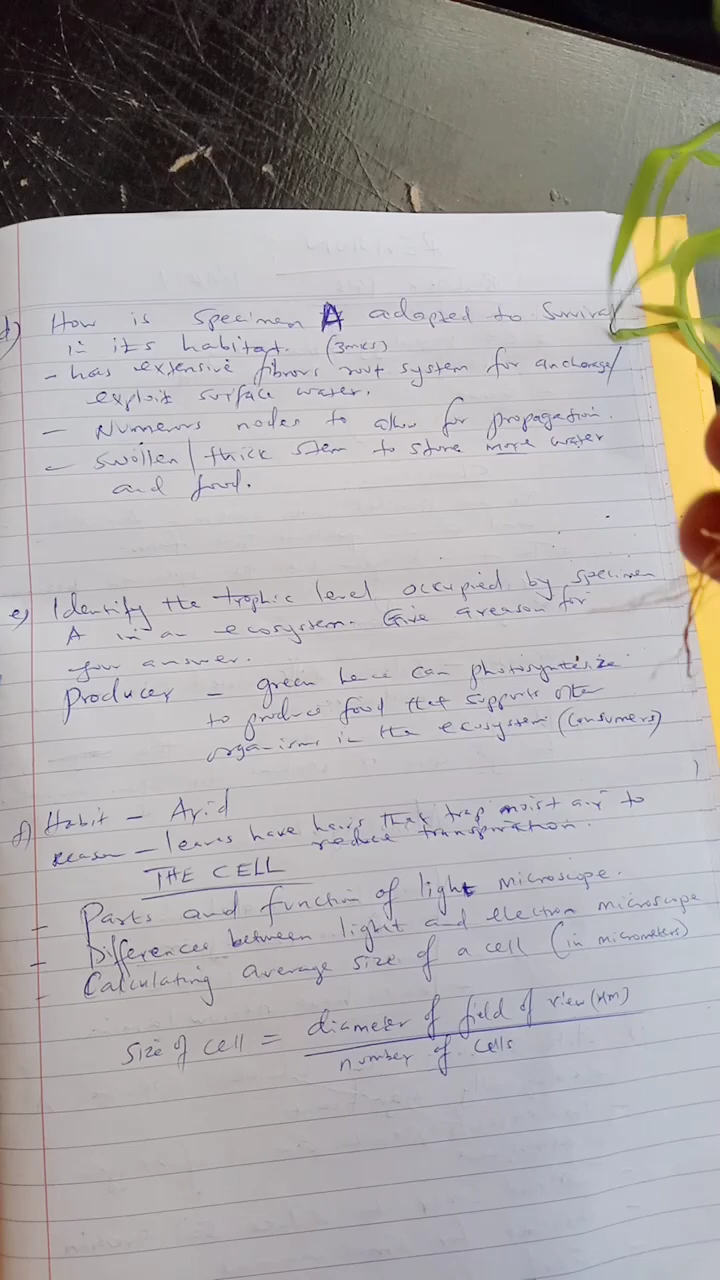 d) How is specimen A adapted to survival
in its habitat. (3mks)
- has extensive fibrous root system for anchorage/
exploit surface water.
- Numerous nodes to allow for propagation.
- Swollen / thick stem to store more water
and food.
e) Identify the trophic level occupied by specimen
A in an ecosystem. Give a reason for
your answer.
Producer - green hence can photosynthesize
to produce food that supports other
organisms in the ecosystem (consumers)
f) Habit - Arid
reason - leaves have hairs that trap moist air to
reduce transpiration.
THE CELL
- Parts and function of light microscope.
- Differences between light and electron microscope
- Calculating average size of a cell (in micrometers)
size of cell = diameter of field of view (µm)
number of cells